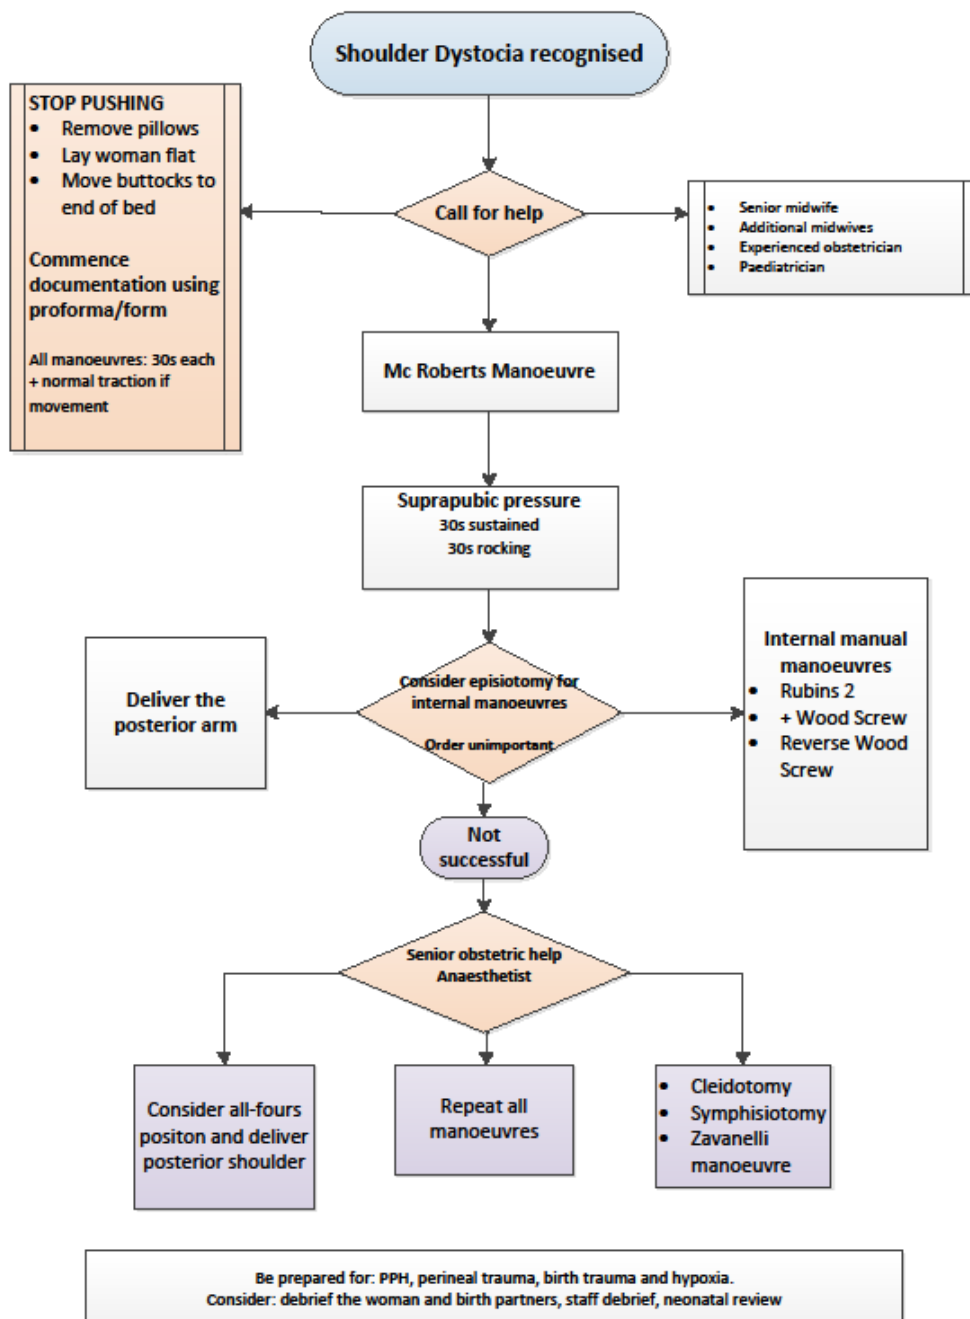 Shoulder Dystocia recognised
STOP PUSHING
• Remove pillows
• Lay woman flat
• Move buttocks to
end of bed
Commence
documentation using
proforma/form
All manoeuvres: 30s each
+ normal traction if
movement
Call for help
• Senior midwife
• Additional midwives
• Experienced obstetrician
• Paediatrician
Mc Roberts Manoeuvre
Suprapubic pressure
30s sustained
30s rocking
Deliver the
posterior arm
Consider episiotomy for
internal manoeuvres
Order unimportant
Internal manual
manoeuvres
• Rubins 2
• + Wood Screw
• Reverse Wood
Screw
Not
successful
Senior obstetric help
Anaesthetist
Consider all-fours
positon and deliver
posterior shoulder
Repeat all
manoeuvres
• Cleidotomy
• Symphisiotomy
• Zavanelli
manoeuvre
Be prepared for: PPH, perineal trauma, birth trauma and hypoxia.
Consider: debrief the woman and birth partners, staff debrief, neonatal review